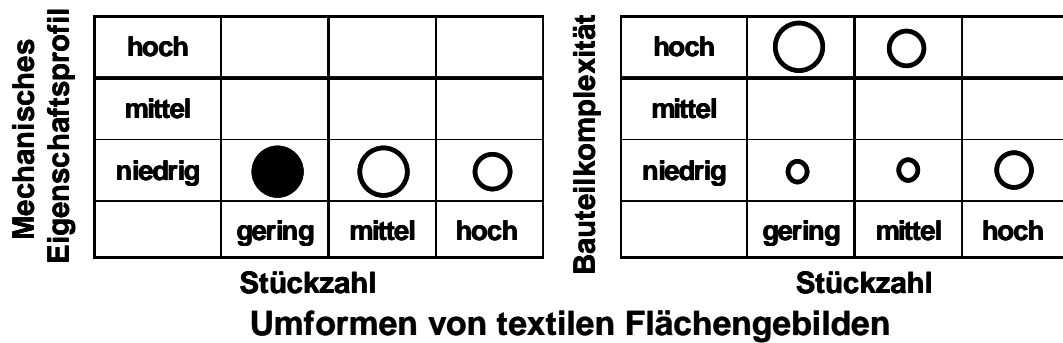 Mechanisches
Eigenschaftsprofil
hoch
mittel
niedrig
gering mittel hoch
Stückzahl
Bauteilkomplexität
hoch
mittel
niedrig
gering mittel hoch
Stückzahl
Umformen von textilen Flächengebilden